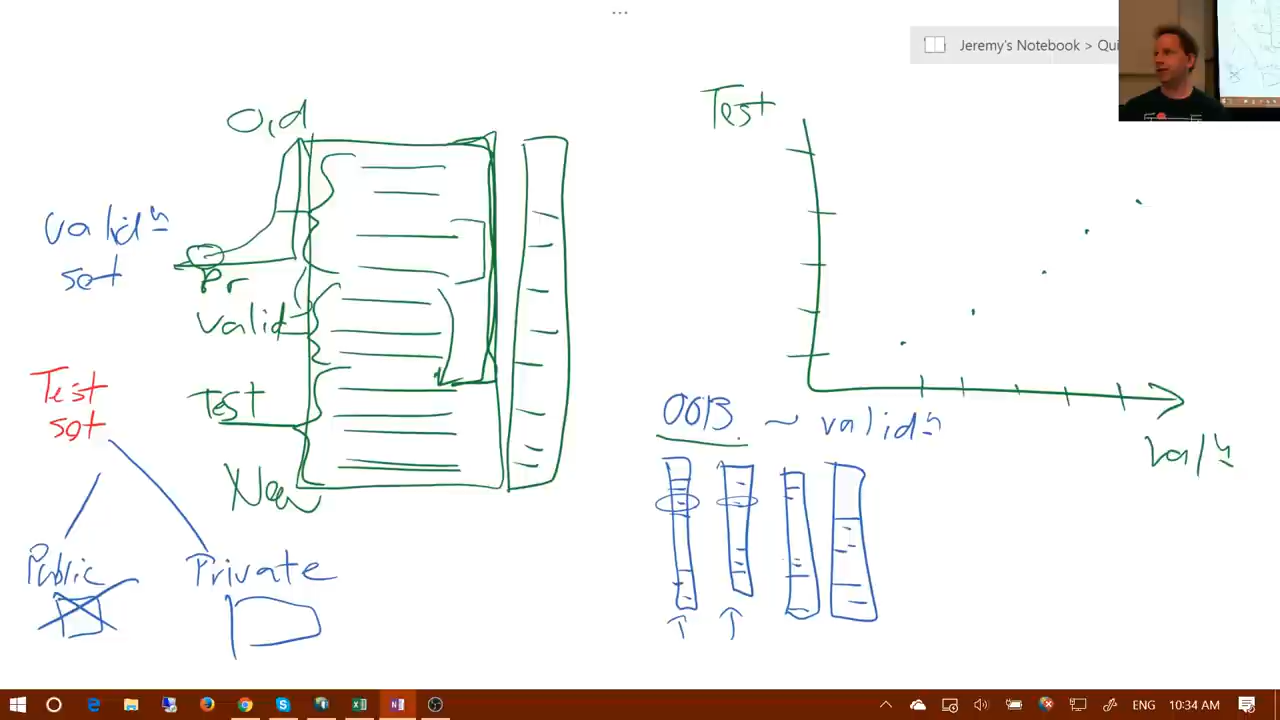 Jeremy's Notebook > Qui
Old
Test
Valid<u>n</u>
set
Pr
Valid
Test
set
Test
New
Public
Private
OOB ~ valid<u>n</u>
Val<u>n</u>
ENG 10:34 AM